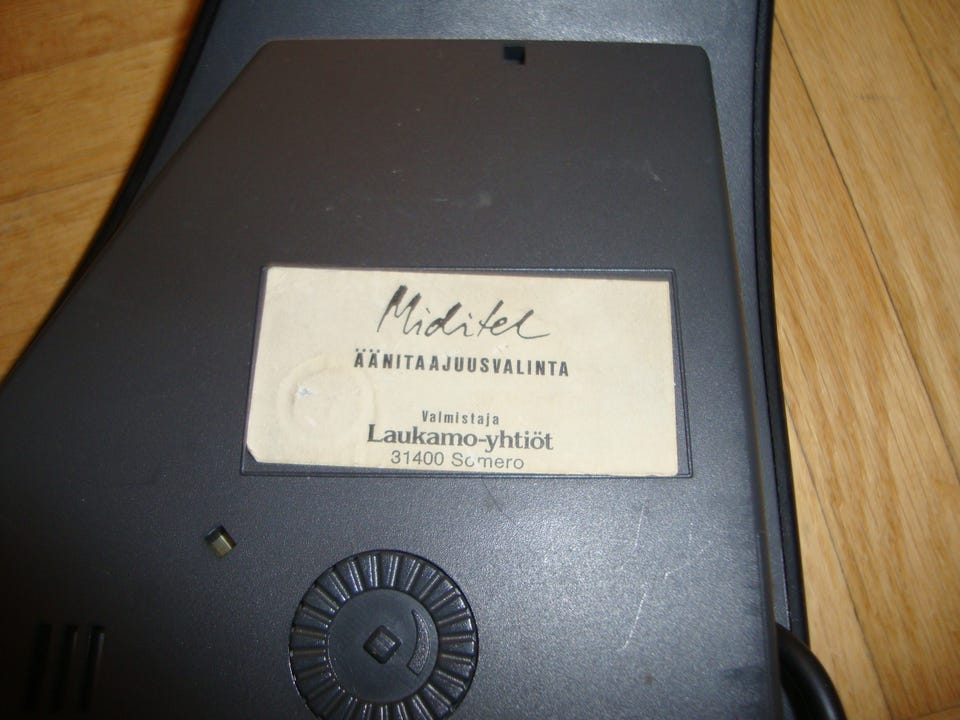 Miditel
ÄÄNITAAJUUSVALINTA
Valmistaja
Laukamo-yhtiöt
31400 Somero